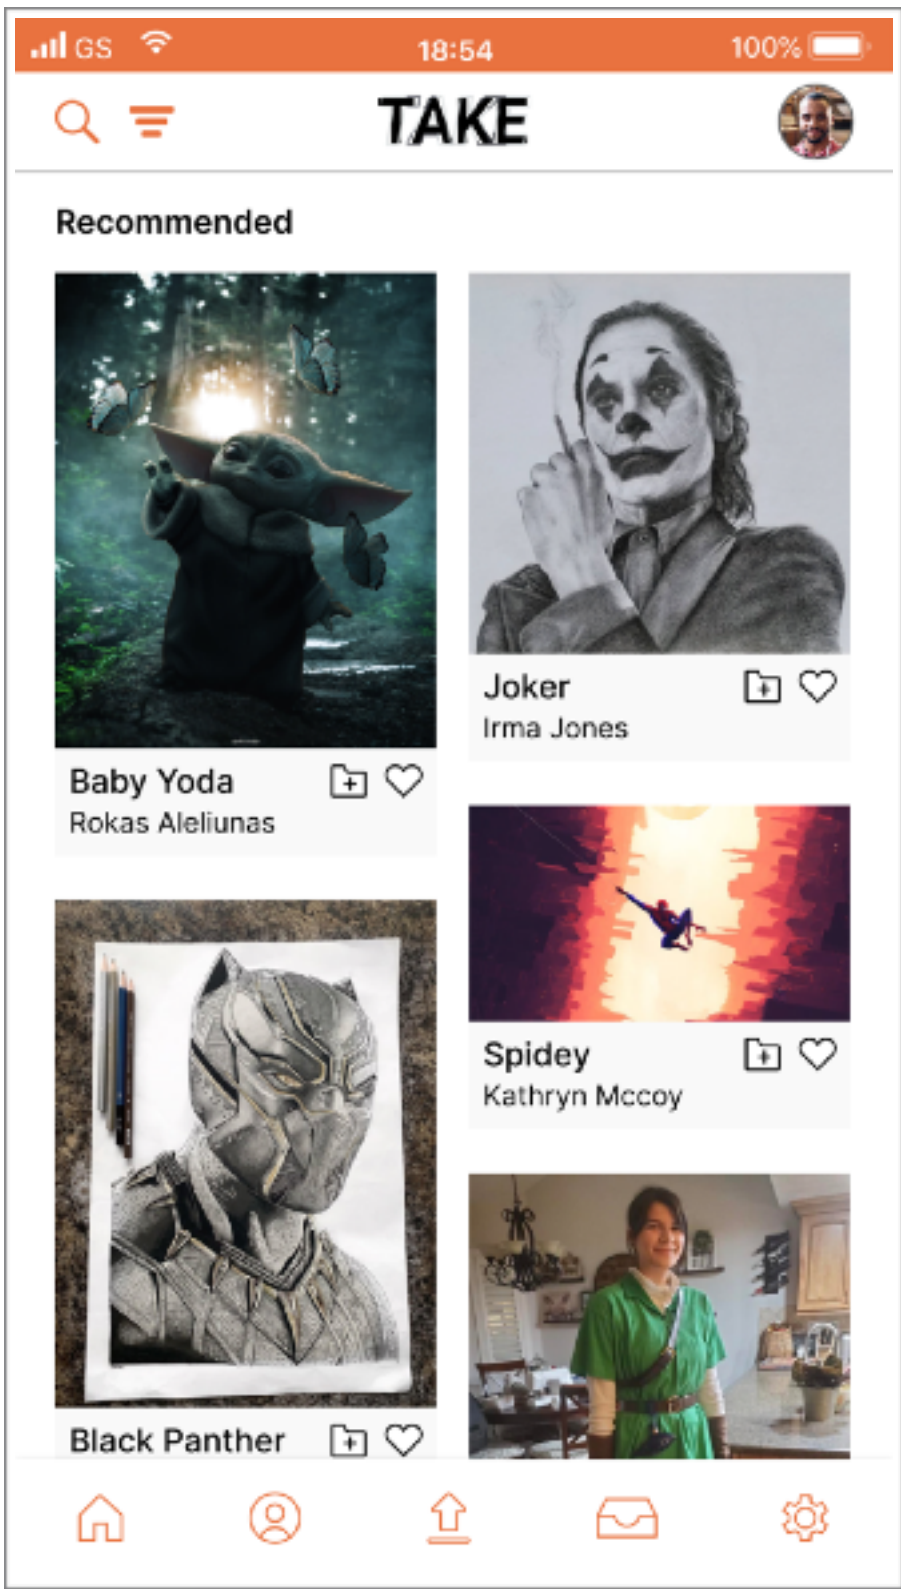 GS
18:54
100%
TAKE
Recommended
Baby Yoda
Rokas Aleliunas
Joker
Irma Jones
Spidey
Kathryn Mccoy
Black Panther